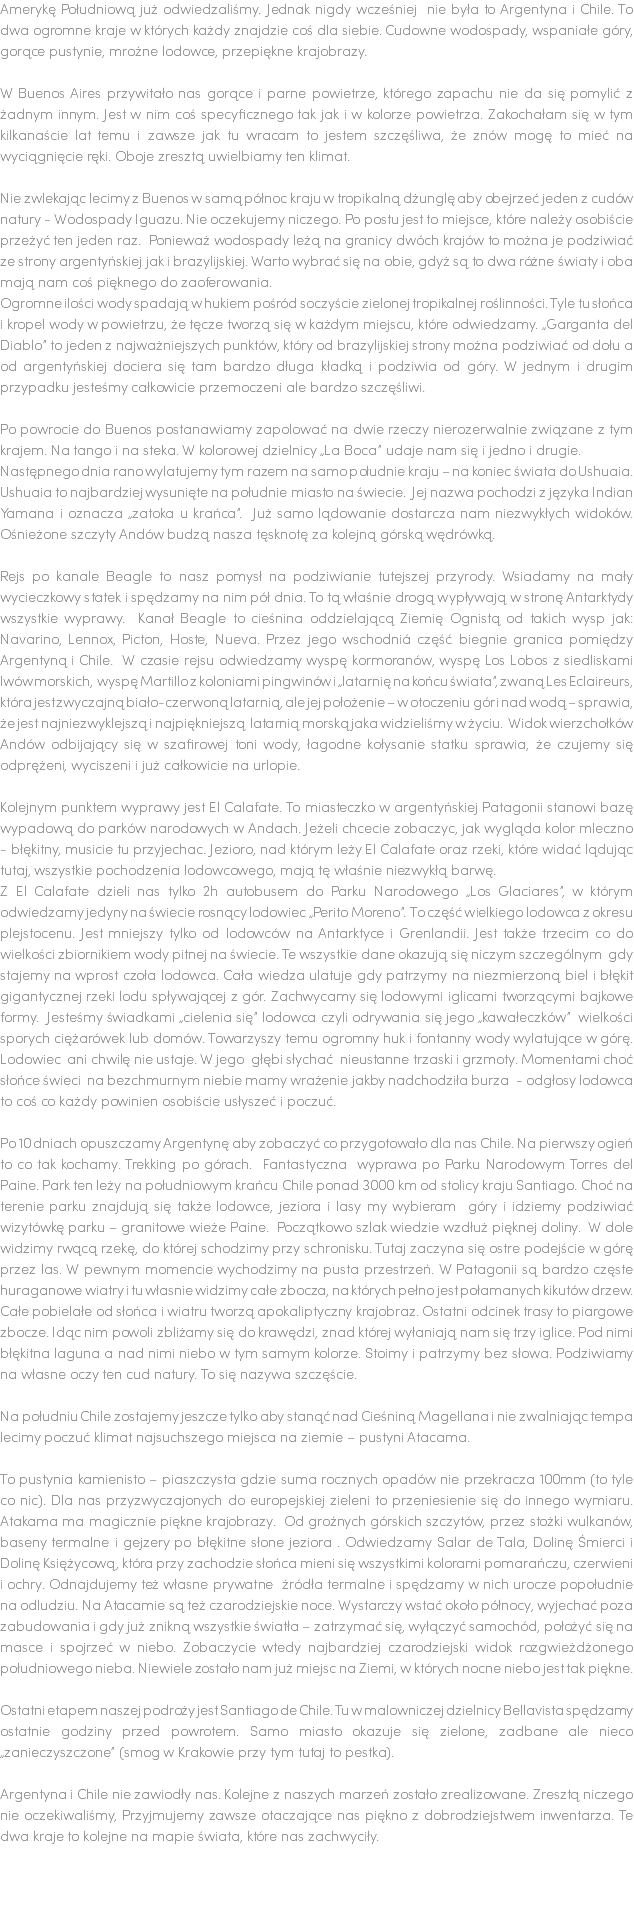 Amerykę Południową już odwiedzaliśmy. Jednak nigdy wcześniej nie była to Argentyna i Chile. To
dwa ogromne kraje w których każdy znajdzie coś dla siebie. Cudowne wodospady, wspaniałe góry,
gorące pustynie, mroźne lodowce, przepiękne krajobrazy.

W Buenos Aires przywitało nas gorące i parne powietrze, którego zapachu nie da się pomylić z
żadnym innym. Jest w nim coś specyficznego tak jak i w kolorze powietrza. Zakochałam się w tym
kilkanaście lat temu i zawsze jak tu wracam to jestem szczęśliwa, że znów mogę to mieć na
wyciągnięcie ręki. Oboje zresztą uwielbiamy ten klimat.

Nie zwlekając lecimy z Buenos w samą północ kraju w tropikalną dżunglę aby obejrzeć jeden z cudów
natury - Wodospady Iguazu. Nie oczekujemy niczego. Po postu jest to miejsce, które należy osobiście
przeżyć ten jeden raz. Ponieważ wodospady leżą na granicy dwóch krajów to można je podziwiać
ze strony argentyńskiej jak i brazylijskiej. Warto wybrać się na obie, gdyż są to dwa różne światy i oba
mają nam coś pięknego do zaoferowania.
Ogromne ilości wody spadają w hukiem pośród soczyście zielonej tropikalnej roślinności. Tyle tu słońca
i kropel wody w powietrzu, że tęcze tworzą się w każdym miejscu, które odwiedzamy. „Garganta del
Diablo” to jeden z najważniejszych punktów, który od brazylijskiej strony można podziwiać od dołu a
od argentyńskiej dociera się tam bardzo długa kładką i podziwia od góry. W jednym i drugim
przypadku jesteśmy całkowicie przemoczeni ale bardzo szczęśliwi.

Po powrocie do Buenos postanawiamy zapolować na dwie rzeczy nierozerwalnie związane z tym
krajem. Na tango i na steka. W kolorowej dzielnicy „La Boca” udaje nam się i jedno i drugie.
Następnego dnia rano wylatujemy tym razem na samo południe kraju – na koniec świata do Ushuaia.
Ushuaia to najbardziej wysunięte na południe miasto na świecie. Jej nazwa pochodzi z języka Indian
Yamana i oznacza „zatoka u krańca”. Już samo lądowanie dostarcza nam niezwykłych widoków.
Ośnieżone szczyty Andów budzą nasza tęsknotę za kolejną górską wędrówką.

Rejs po kanale Beagle to nasz pomysł na podziwianie tutejszej przyrody. Wsiadamy na mały
wycieczkowy statek i spędzamy na nim pół dnia. To tą właśnie drogą wypływają w stronę Antarktydy
wszystkie wyprawy. Kanał Beagle to cieśnina oddzielającą Ziemię Ognistą od takich wysp jak:
Navarino, Lennox, Picton, Hoste, Nueva. Przez jego wschodniá część biegnie granica pomiędzy
Argentyną i Chile. W czasie rejsu odwiedzamy wyspę kormoranów, wyspę Los Lobos z siedliskami
lwów morskich, wyspę Martillo z koloniami pingwinów i „latarnię na końcu świata”, zwaną Les Eclaireurs,
która jest zwyczajną biało-czerwoną latarnią, ale jej położenie – w otoczeniu gór i nad wodą – sprawia,
że jest najniezwyklejszą i najpiękniejszą latarnią morską jaka widzieliśmy w życiu. Widok wierzchołków
Andów odbijający się w szafirowej toni wody, łagodne kołysanie statku sprawia, że czujemy się
odprężeni, wyciszeni i już całkowicie na urlopie.

Kolejnym punktem wyprawy jest El Calafate. To miasteczko w argentyńskiej Patagonii stanowi bazę
wypadową do parków narodowych w Andach. Jeżeli chcecie zobaczyc, jak wygląda kolor mleczno
- błękitny, musicie tu przyjechac. Jezioro, nad którym leży El Calafate oraz rzeki, które widać lądując
tutaj, wszystkie pochodzenia lodowcowego, mają tę właśnie niezwykłą barwę.
Z El Calafate dzieli nas tylko 2h autobusem do Parku Narodowego „Los Glaciares”, w którym
odwiedzamy jedyny na świecie rosnący lodowiec „Perito Moreno”. To część wielkiego lodowca z okresu
plejstocenu. Jest mniejszy tylko od lodowców na Antarktyce i Grenlandii. Jest także trzecim co do
wielkości zbiornikiem wody pitnej na świecie. Te wszystkie dane okazują się niczym szczególnym gdy
stajemy na wprost czoła lodowca. Cała wiedza ulatuje gdy patrzymy na niezmierzoną biel i błękit
gigantycznej rzeki lodu spływającej z gór. Zachwycamy się lodowymi iglicami tworzącymi bajkowe
formy. Jesteśmy świadkami „cielenia się” lodowca czyli odrywania się jego „kawałeczków” wielkości
sporych ciężarówek lub domów. Towarzyszy temu ogromny huk i fontanny wody wylatujące w górę.
Lodowiec ani chwilę nie ustaje. W jego głębi słychać nieustanne trzaski i grzmoty. Momentami choć
słońce świeci na bezchmurnym niebie mamy wrażenie jakby nadchodziła burza - odgłosy lodowca
to coś co każdy powinien osobiście usłyszeć i poczuć.

Po 10 dniach opuszczamy Argentynę aby zobaczyć co przygotowało dla nas Chile. Na pierwszy ogień
to co tak kochamy. Trekking po górach. Fantastyczna wyprawa po Parku Narodowym Torres del
Paine. Park ten leży na południowym krańcu Chile ponad 3000 km od stolicy kraju Santiago. Choć na
terenie parku znajdują się także lodowce, jeziora i lasy my wybieram góry i idziemy podziwiać
wizytówkę parku – granitowe wieże Paine. Początkowo szlak wiedzie wzdłuż pięknej doliny. W dole
widzimy rwącą rzekę, do której schodzimy przy schronisku. Tutaj zaczyna się ostre podejście w górę
przez las. W pewnym momencie wychodzimy na pusta przestrzeń. W Patagonii są bardzo częste
huraganowe wiatry i tu własnie widzimy całe zbocza, na których pełno jest połamanych kikutów drzew.
Całe pobielałe od słońca i wiatru tworzą apokaliptyczny krajobraz. Ostatni odcinek trasy to piargowe
zbocze. Idąc nim powoli zbliżamy się do krawędzi, znad której wyłaniają nam się trzy iglice. Pod nimi
błękitna laguna a nad nimi niebo w tym samym kolorze. Stoimy i patrzymy bez słowa. Podziwiamy
na własne oczy ten cud natury. To się nazywa szczęście.

Na południu Chile zostajemy jeszcze tylko aby stanąć nad Cieśniną Magellana i nie zwalniając tempa
lecimy poczuć klimat najsuchszego miejsca na ziemie – pustyni Atacama.

To pustynia kamienisto – piaszczysta gdzie suma rocznych opadów nie przekracza 100mm (to tyle
co nic). Dla nas przyzwyczajonych do europejskiej zieleni to przeniesienie się do innego wymiaru.
Atakama ma magicznie piękne krajobrazy. Od groźnych górskich szczytów, przez stożki wulkanów,
baseny termalne i gejzery po błękitne słone jeziora . Odwiedzamy Salar de Tala, Dolinę Śmierci i
Dolinę Księżycową, która przy zachodzie słońca mieni się wszystkimi kolorami pomarańczu, czerwieni
i ochry. Odnajdujemy też własne prywatne źródła termalne i spędzamy w nich urocze popołudnie
na odludziu. Na Atacamie są też czarodziejskie noce. Wystarczy wstać około północy, wyjechać poza
zabudowania i gdy już znikną wszystkie światła – zatrzymać się, wyłączyć samochód, położyć się na
masce i spojrzeć w niebo. Zobaczycie wtedy najbardziej czarodziejski widok rozgwieżdżonego
południowego nieba. Niewiele zostało nam już miejsc na Ziemi, w których nocne niebo jest tak piękne.

Ostatni etapem naszej podroży jest Santiago de Chile. Tu w malowniczej dzielnicy Bellavista spędzamy
ostatnie godziny przed powrotem. Samo miasto okazuje się zielone, zadbane ale nieco
„zanieczyszczone” (smog w Krakowie przy tym tutaj to pestka).

Argentyna i Chile nie zawiodły nas. Kolejne z naszych marzeń zostało zrealizowane. Zresztą niczego
nie oczekiwaliśmy, Przyjmujemy zawsze otaczające nas piękno z dobrodziejstwem inwentarza. Te
dwa kraje to kolejne na mapie świata, które nas zachwyciły.